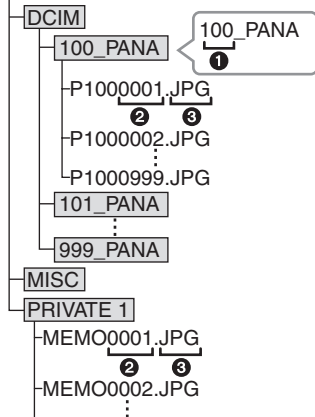 DCIM
100_PANA
100_PANA
❶
P1000001.JPG
❷ ❸
P1000002.JPG
P1000999.JPG
101_PANA
999_PANA
MISC
PRIVATE 1
MEMO0001.JPG
❷ ❸
MEMO0002.JPG